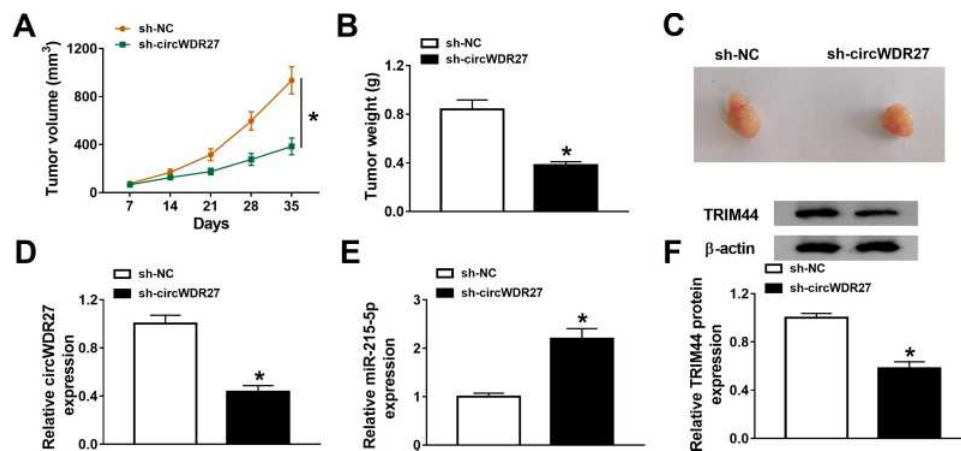 A
sh-NC
sh-circWDR27
Tumor volume (mm³)
1200
800
400
0
7 14 21 28 35
Days
*
B
sh-NC
sh-circWDR27
Tumor weight (g)
1.2
0.8
0.4
0.0
*
C
sh-NC sh-circWDR27
D
sh-NC
sh-circWDR27
Relative circWDR27
expression
1.2
0.8
0.4
0.0
*
E
sh-NC
sh-circWDR27
Relative miR-215-5p
expression
3
2
1
0
*
TRIM44
β-actin
F
sh-NC
sh-circWDR27
Relative TRIM44 protein
expression
1.2
0.8
0.4
0.0
*